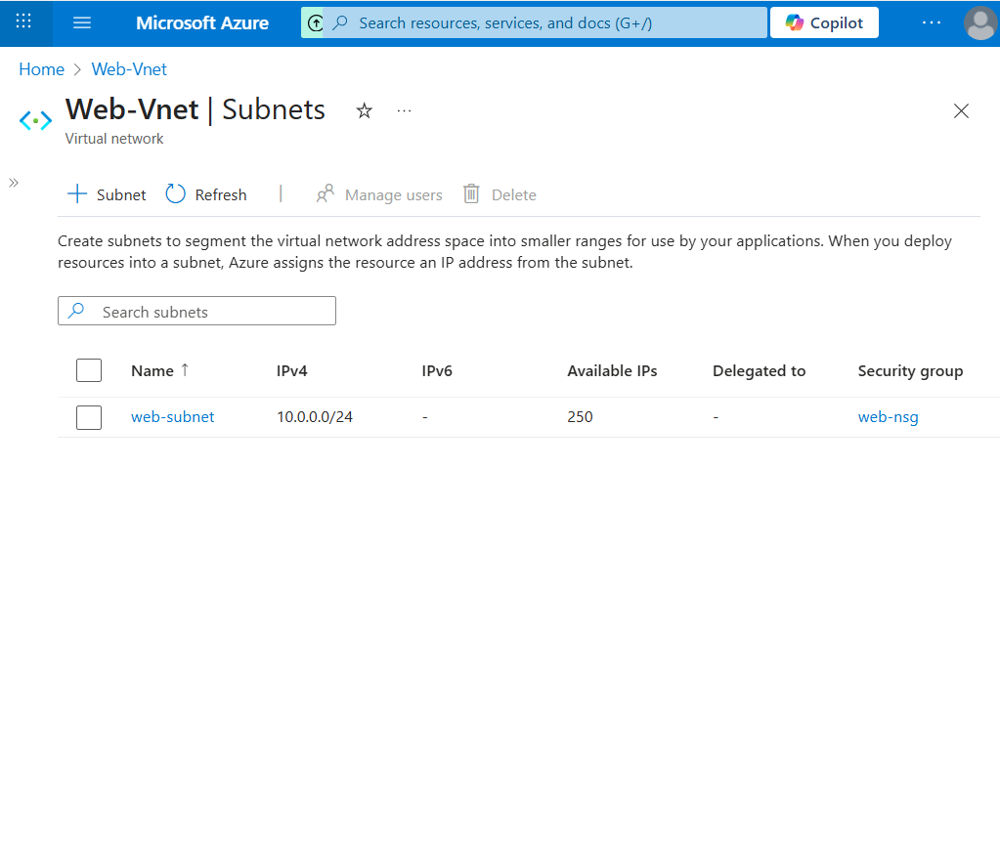 Microsoft Azure
Search resources, services, and docs (G+/)
Copilot
Home > Web-Vnet
Web-Vnet | Subnets
Virtual network
Subnet Refresh | Manage users Delete
Create subnets to segment the virtual network address space into smaller ranges for use by your applications. When you deploy
resources into a subnet, Azure assigns the resource an IP address from the subnet.
Search subnets
Name ↑ IPv4 IPv6 Available IPs Delegated to Security group
web-subnet 10.0.0.0/24 - 250 - web-nsg